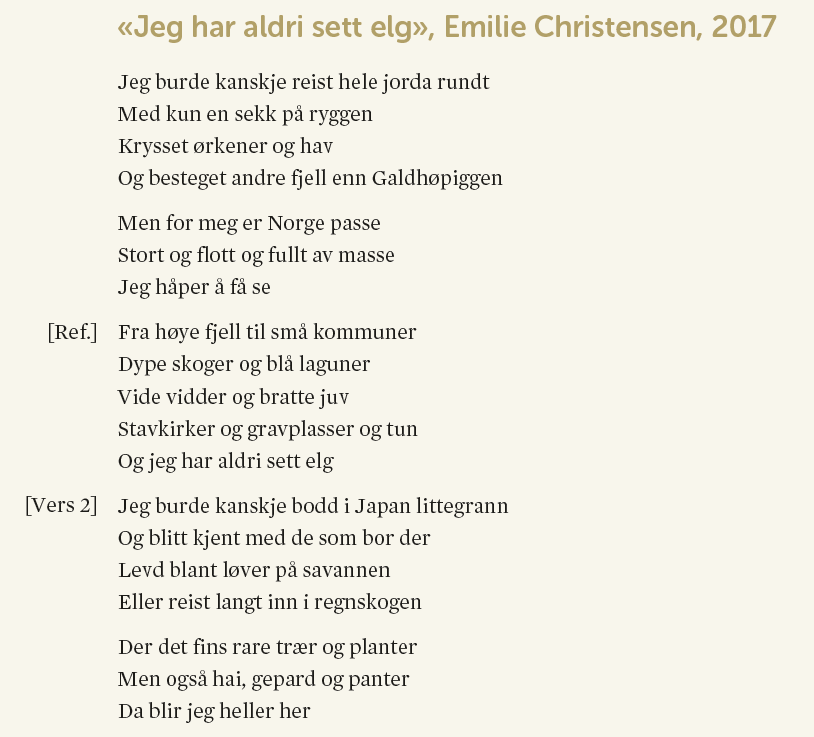 «Jeg har aldri sett elg», Emilie Christensen, 2017
Jeg burde kanskje reist hele jorda rundt
Med kun en sekk på ryggen
Krysset ørkener og hav
Og besteget andre fjell enn Galdhøpiggen
Men for meg er Norge passe
Stort og flott og fullt av masse
Jeg håper å få se
[Ref.] Fra høye fjell til små kommuner
Dype skoger og blå laguner
Vide vidder og bratte juv
Stavkirker og gravplasser og tun
Og jeg har aldri sett elg
[Vers 2] Jeg burde kanskje bodd i Japan littegrann
Og blitt kjent med de som bor der
Levd blant løver på savannen
Eller reist langt inn i regnskogen
Der det fins rare trær og planter
Men også hai, gepard og panter
Da blir jeg heller her